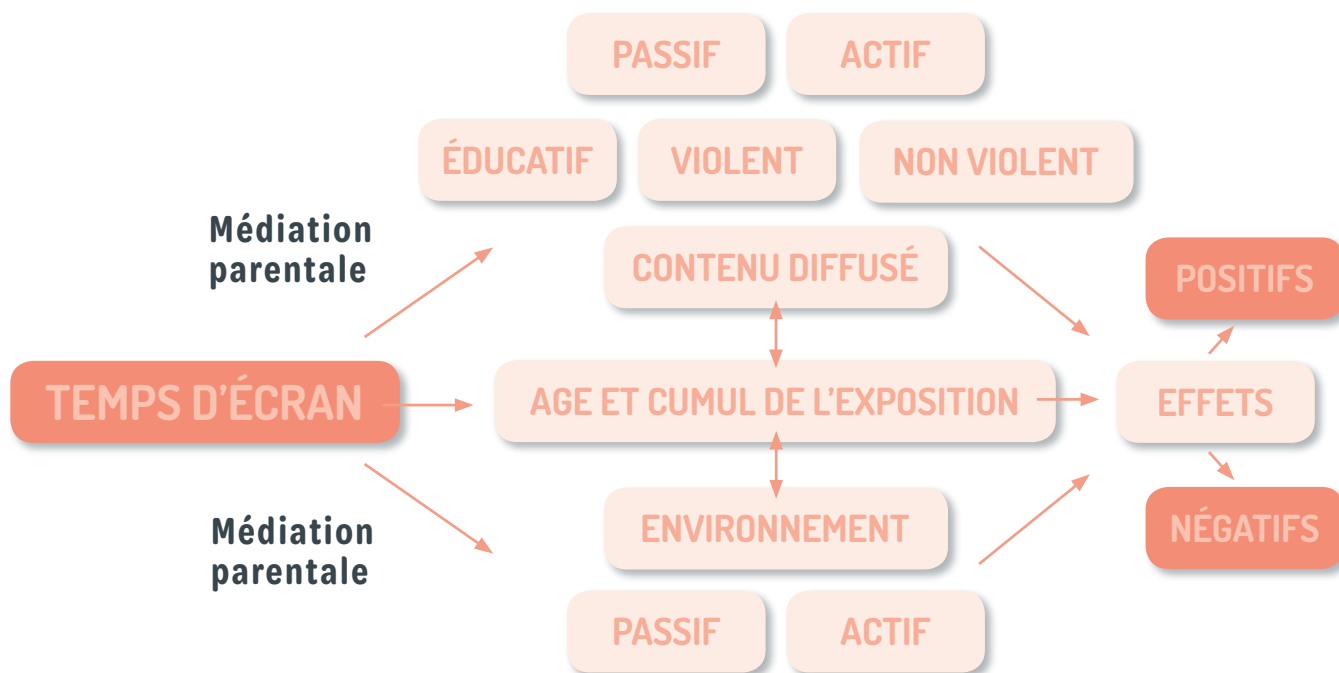 PASSIF
ACTIF
ÉDUCATIF
VIOLENT
NON VIOLENT
Médiation
parentale
CONTENU DIFFUSÉ
POSITIFS
TEMPS D'ÉCRAN
AGE ET CUMUL DE L'EXPOSITION
EFFETS
Médiation
parentale
ENVIRONNEMENT
NÉGATIFS
PASSIF
ACTIF